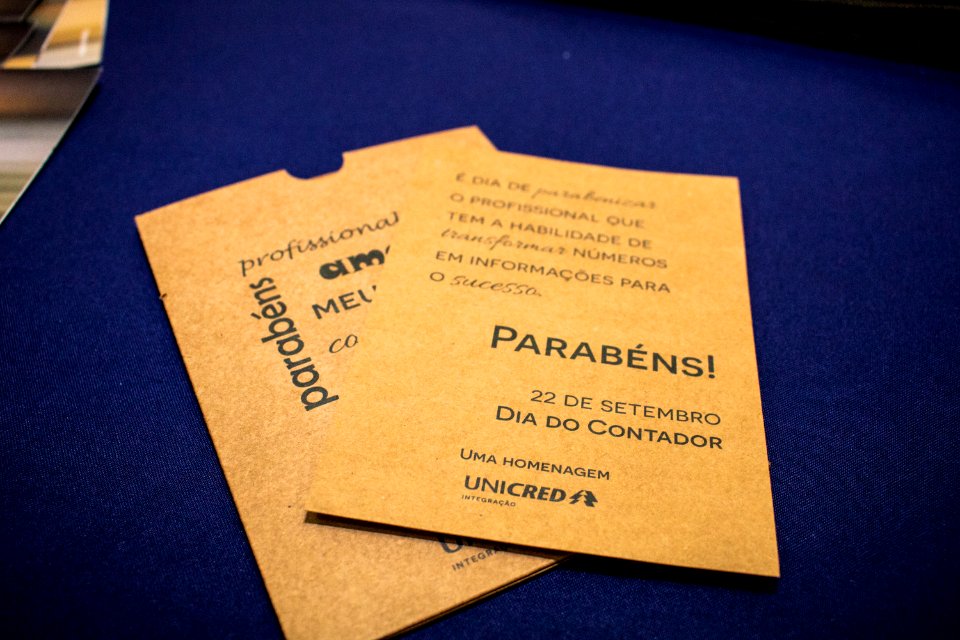 É DIA DE parabenizar
O PROFISSIONAL QUE
TEM A HABILIDADE DE
transformar NÚMEROS
EM INFORMAÇÕES PARA
O sucesso.
PARABÉNS!
22 DE SETEMBRO
DIA DO CONTADOR
UMA HOMENAGEM
UNICRED
INTEGRAÇÃO
profissional
parabéns